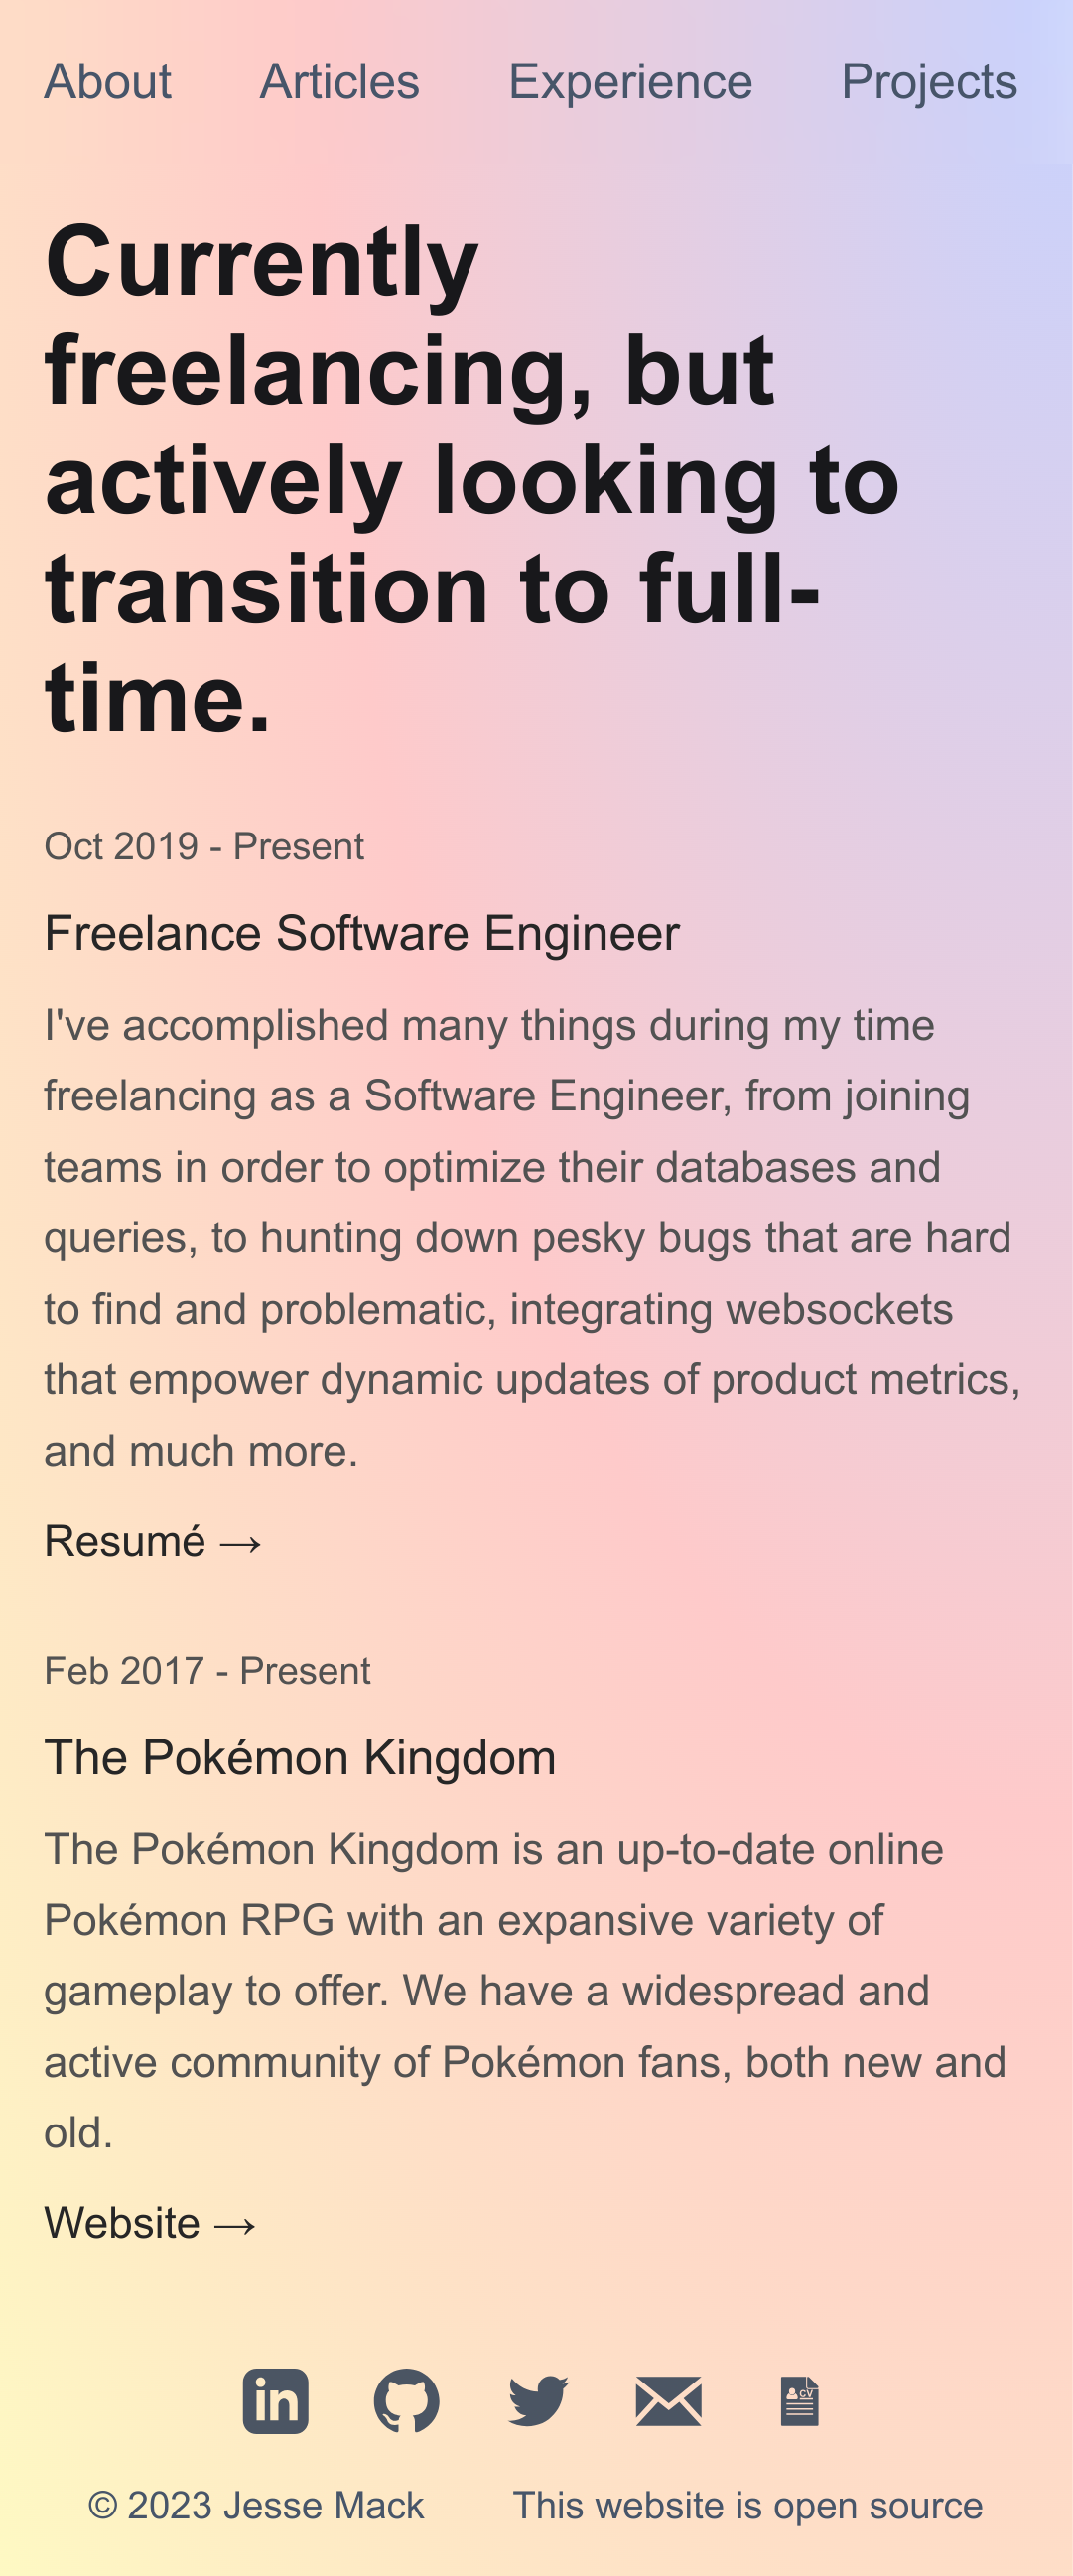 About Articles Experience Projects
Currently
freelancing, but
actively looking to
transition to full-
time.
Oct 2019 - Present
Freelance Software Engineer
I've accomplished many things during my time
freelancing as a Software Engineer, from joining
teams in order to optimize their databases and
queries, to hunting down pesky bugs that are hard
to find and problematic, integrating websockets
that empower dynamic updates of product metrics,
and much more.
Resumé →
Feb 2017 - Present
The Pokémon Kingdom
The Pokémon Kingdom is an up-to-date online
Pokémon RPG with an expansive variety of
gameplay to offer. We have a widespread and
active community of Pokémon fans, both new and
old.
Website →
in CV
© 2023 Jesse Mack This website is open source